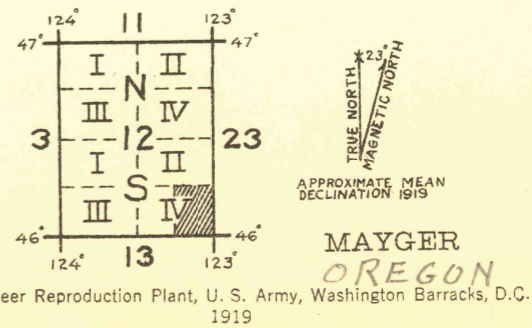 124° 11 123°
47° 47°
I II
N
III IV
3 12 23
I II
S
III IV
46° 46°
124° 13 123°
TRUE NORTH
23°
MAGNETIC NORTH
APPROXIMATE MEAN
DECLINATION 1919
MAYGER
OREGON
eer Reproduction Plant, U. S. Army, Washington Barracks, D.C.
1919